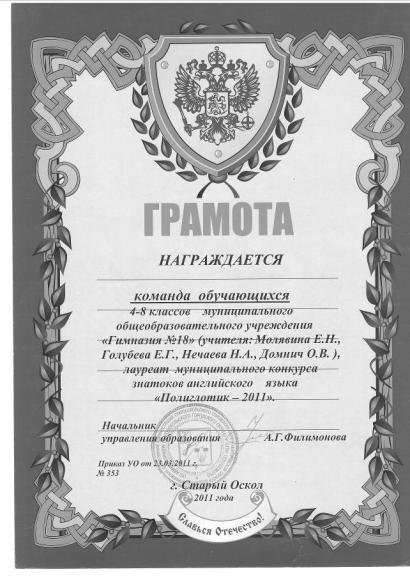 ГРАМОТА
НАГРАЖДАЕТСЯ
команда обучающихся
4-8 классов муниципального
общеобразовательного учреждения
«Гимназия №18» (учителя: Молявина Е.Н.,
Голубева Е.Г., Нечаева Н.А., Домнич О.В. ),
лауреат муниципального конкурса
знатоков английского языка
«Полиглотик – 2011».
Начальник
управления образования А.Г.Филимонова
Приказ УО от 23.03.2011 г.
№ 353
г. Старый Оскол
2011 года
Славься Отечество!